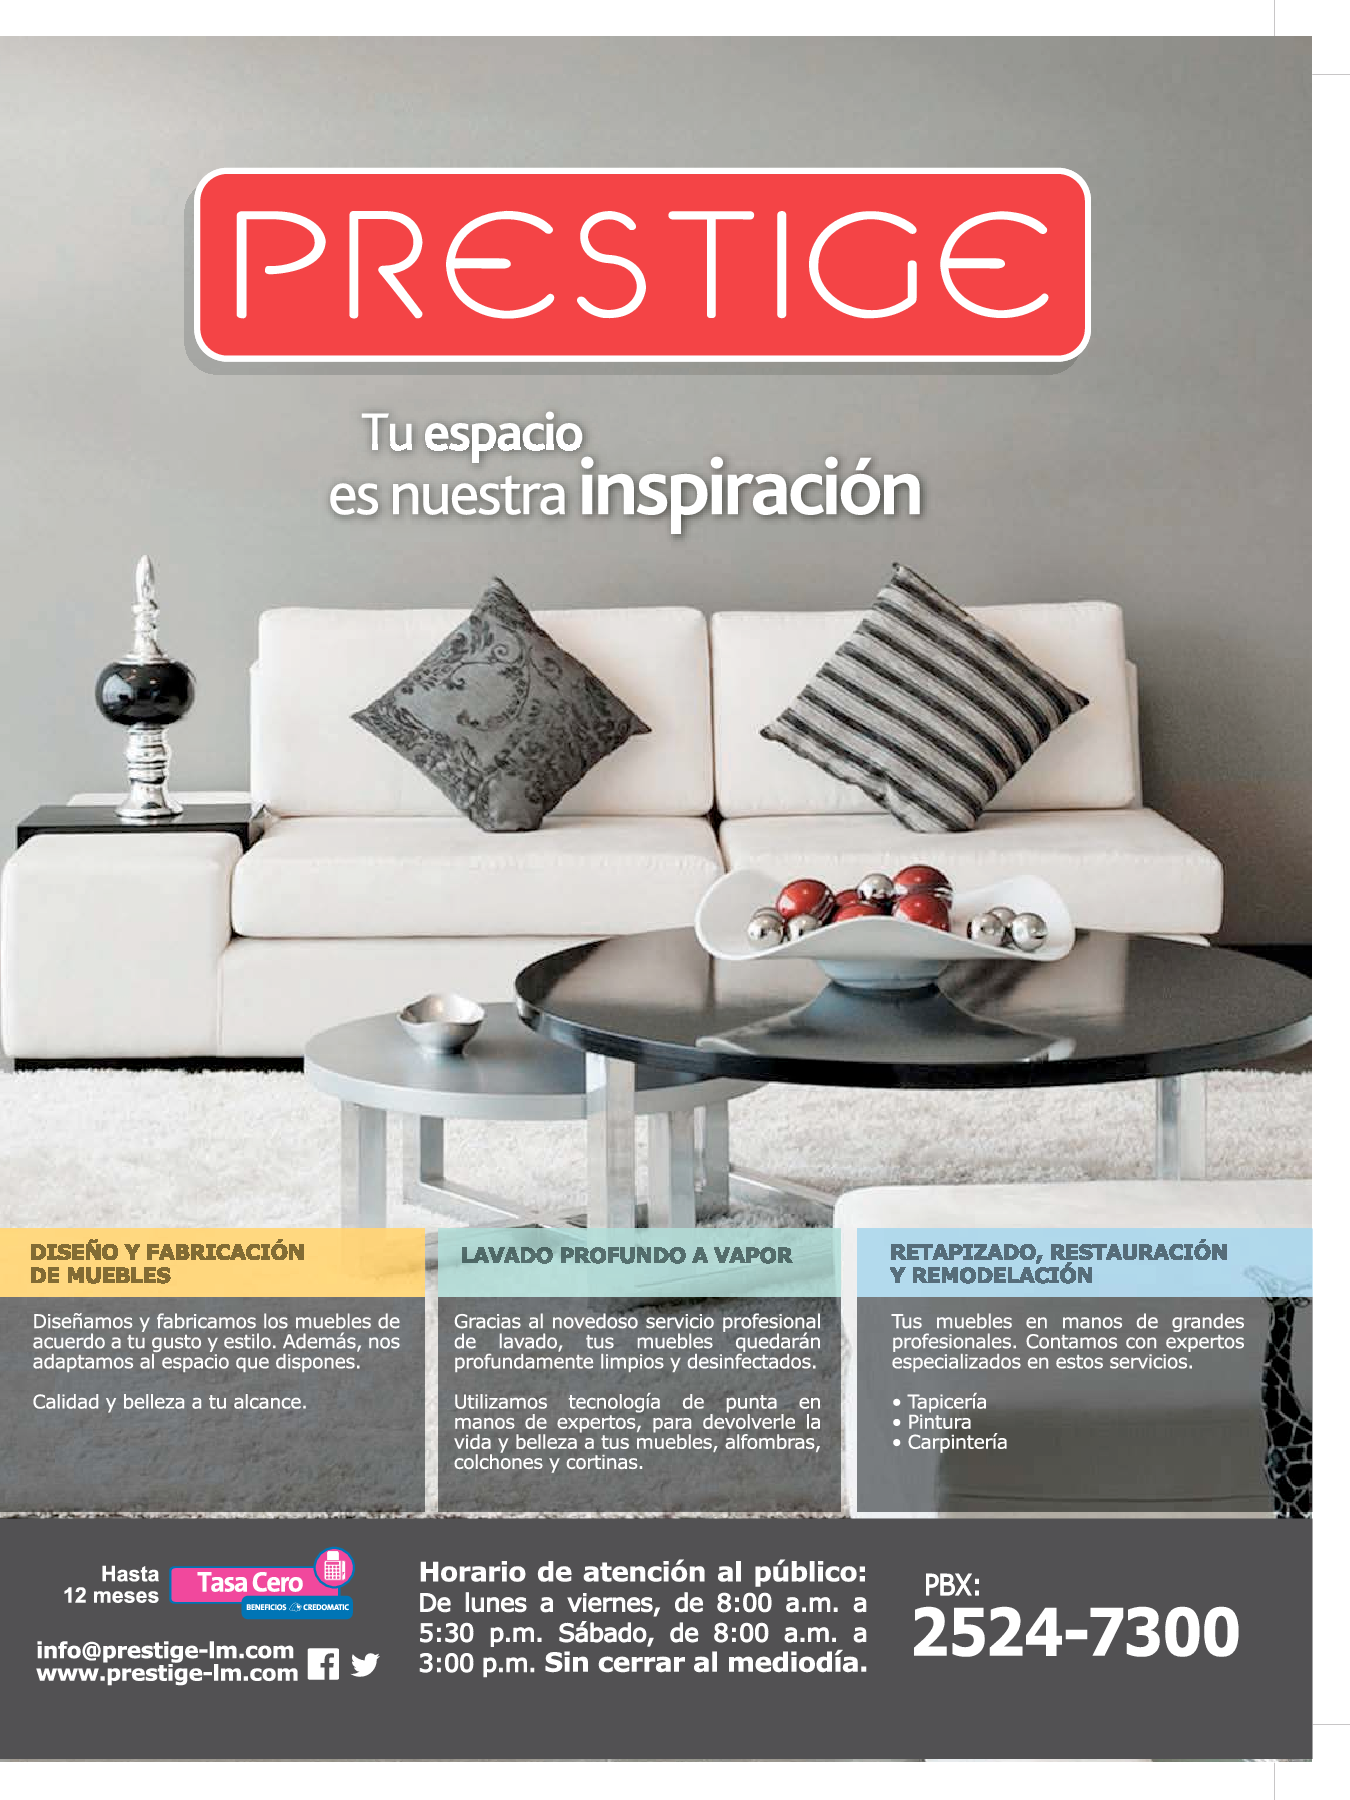 PRESTIGE
Tu espacio
es nuestra inspiración
DISEÑO Y FABRICACIÓN
DE MUEBLES
Diseñamos y fabricamos los muebles de
acuerdo a tu gusto y estilo. Además, nos
adaptamos al espacio que dispones.
Calidad y belleza a tu alcance.
LAVADO PROFUNDO A VAPOR
Gracias al novedoso servicio profesional
de lavado, tus muebles quedarán
profundamente limpios y desinfectados.
Utilizamos tecnología de punta en
manos de expertos, para devolverle la
vida y belleza a tus muebles, alfombras,
colchones y cortinas.
RETAPIZADO, RESTAURACIÓN
Y REMODELACIÓN
Tus muebles en manos de grandes
profesionales. Contamos con expertos
especializados en estos servicios.
• Tapicería
• Pintura
• Carpintería
Hasta
12 meses
Tasa Cero
BENEFICIOS CREDOMATIC
info@prestige-lm.com
www.prestige-lm.com
Horario de atención al público:
De lunes a viernes, de 8:00 a.m. a
5:30 p.m. Sábado, de 8:00 a.m. a
3:00 p.m. Sin cerrar al mediodía.
PBX:
2524-7300